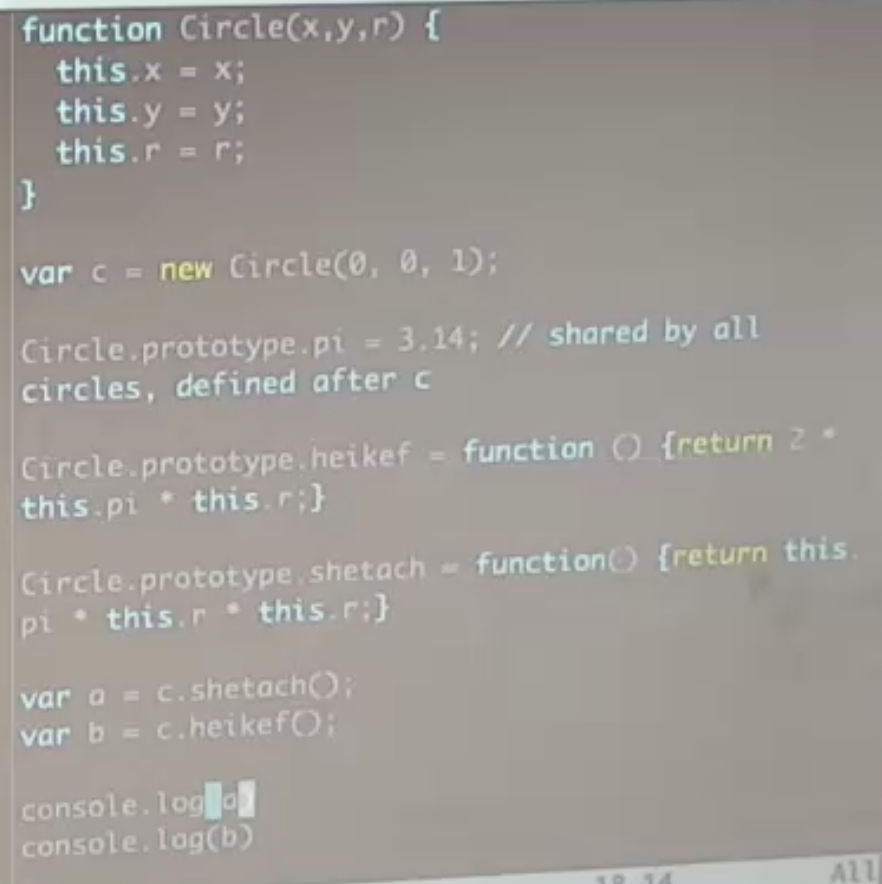 function Circle(x,y,r) {
this.x = x;
this.y = y;
this.r = r;
}
var c = new Circle(0, 0, 1);
Circle.prototype.pi = 3.14; // shared by all
circles, defined after c
Circle.prototype.heikef = function () {return 2 *
this.pi * this.r;}
Circle.prototype.shetach = function() {return this.
pi * this.r * this.r;}
var a = c.shetach();
var b = c.heikef();
console.log(a)
console.log(b)
All